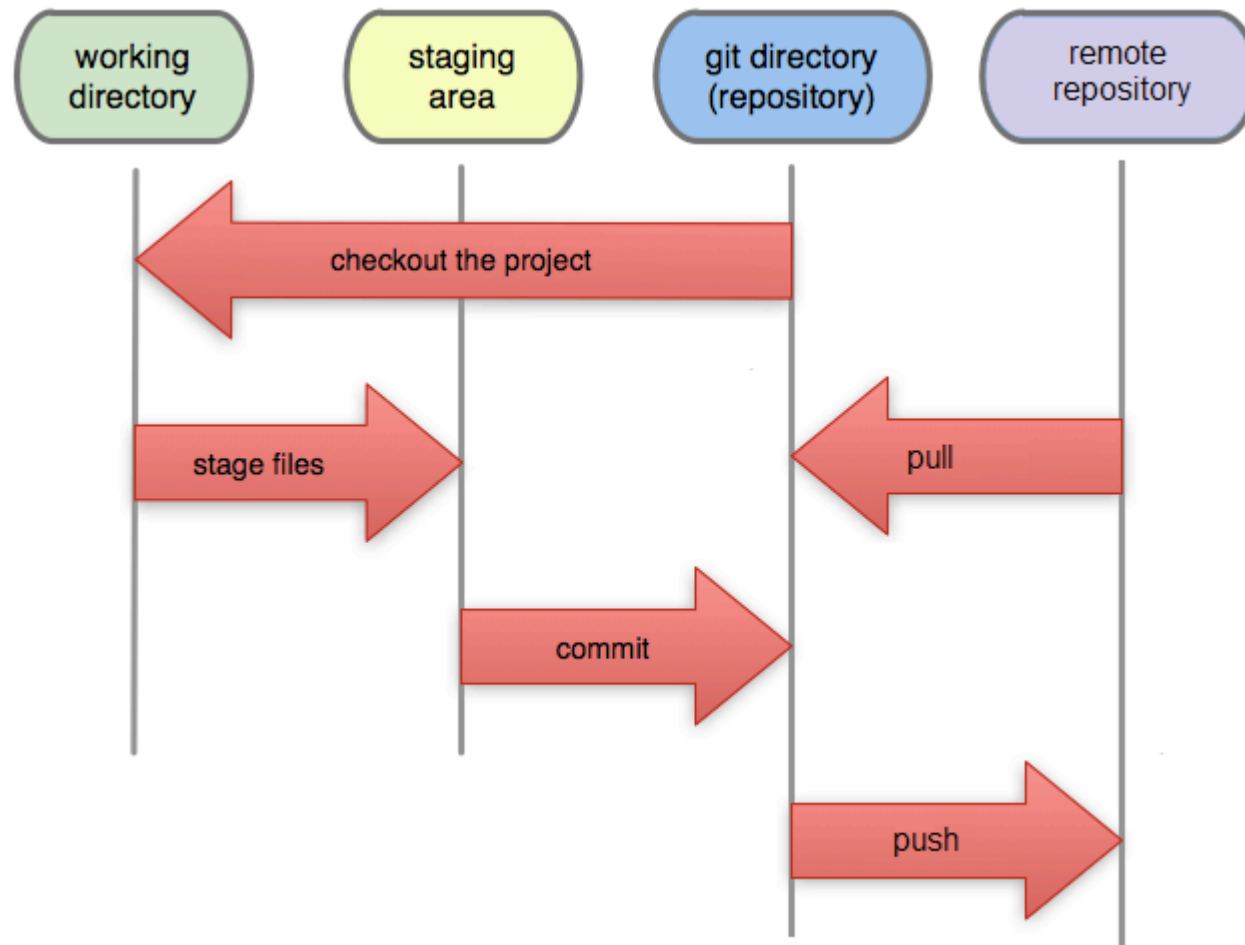 working
directory
staging
area
git directory
(repository)
remote
repository
checkout the project
stage files
pull
commit
push